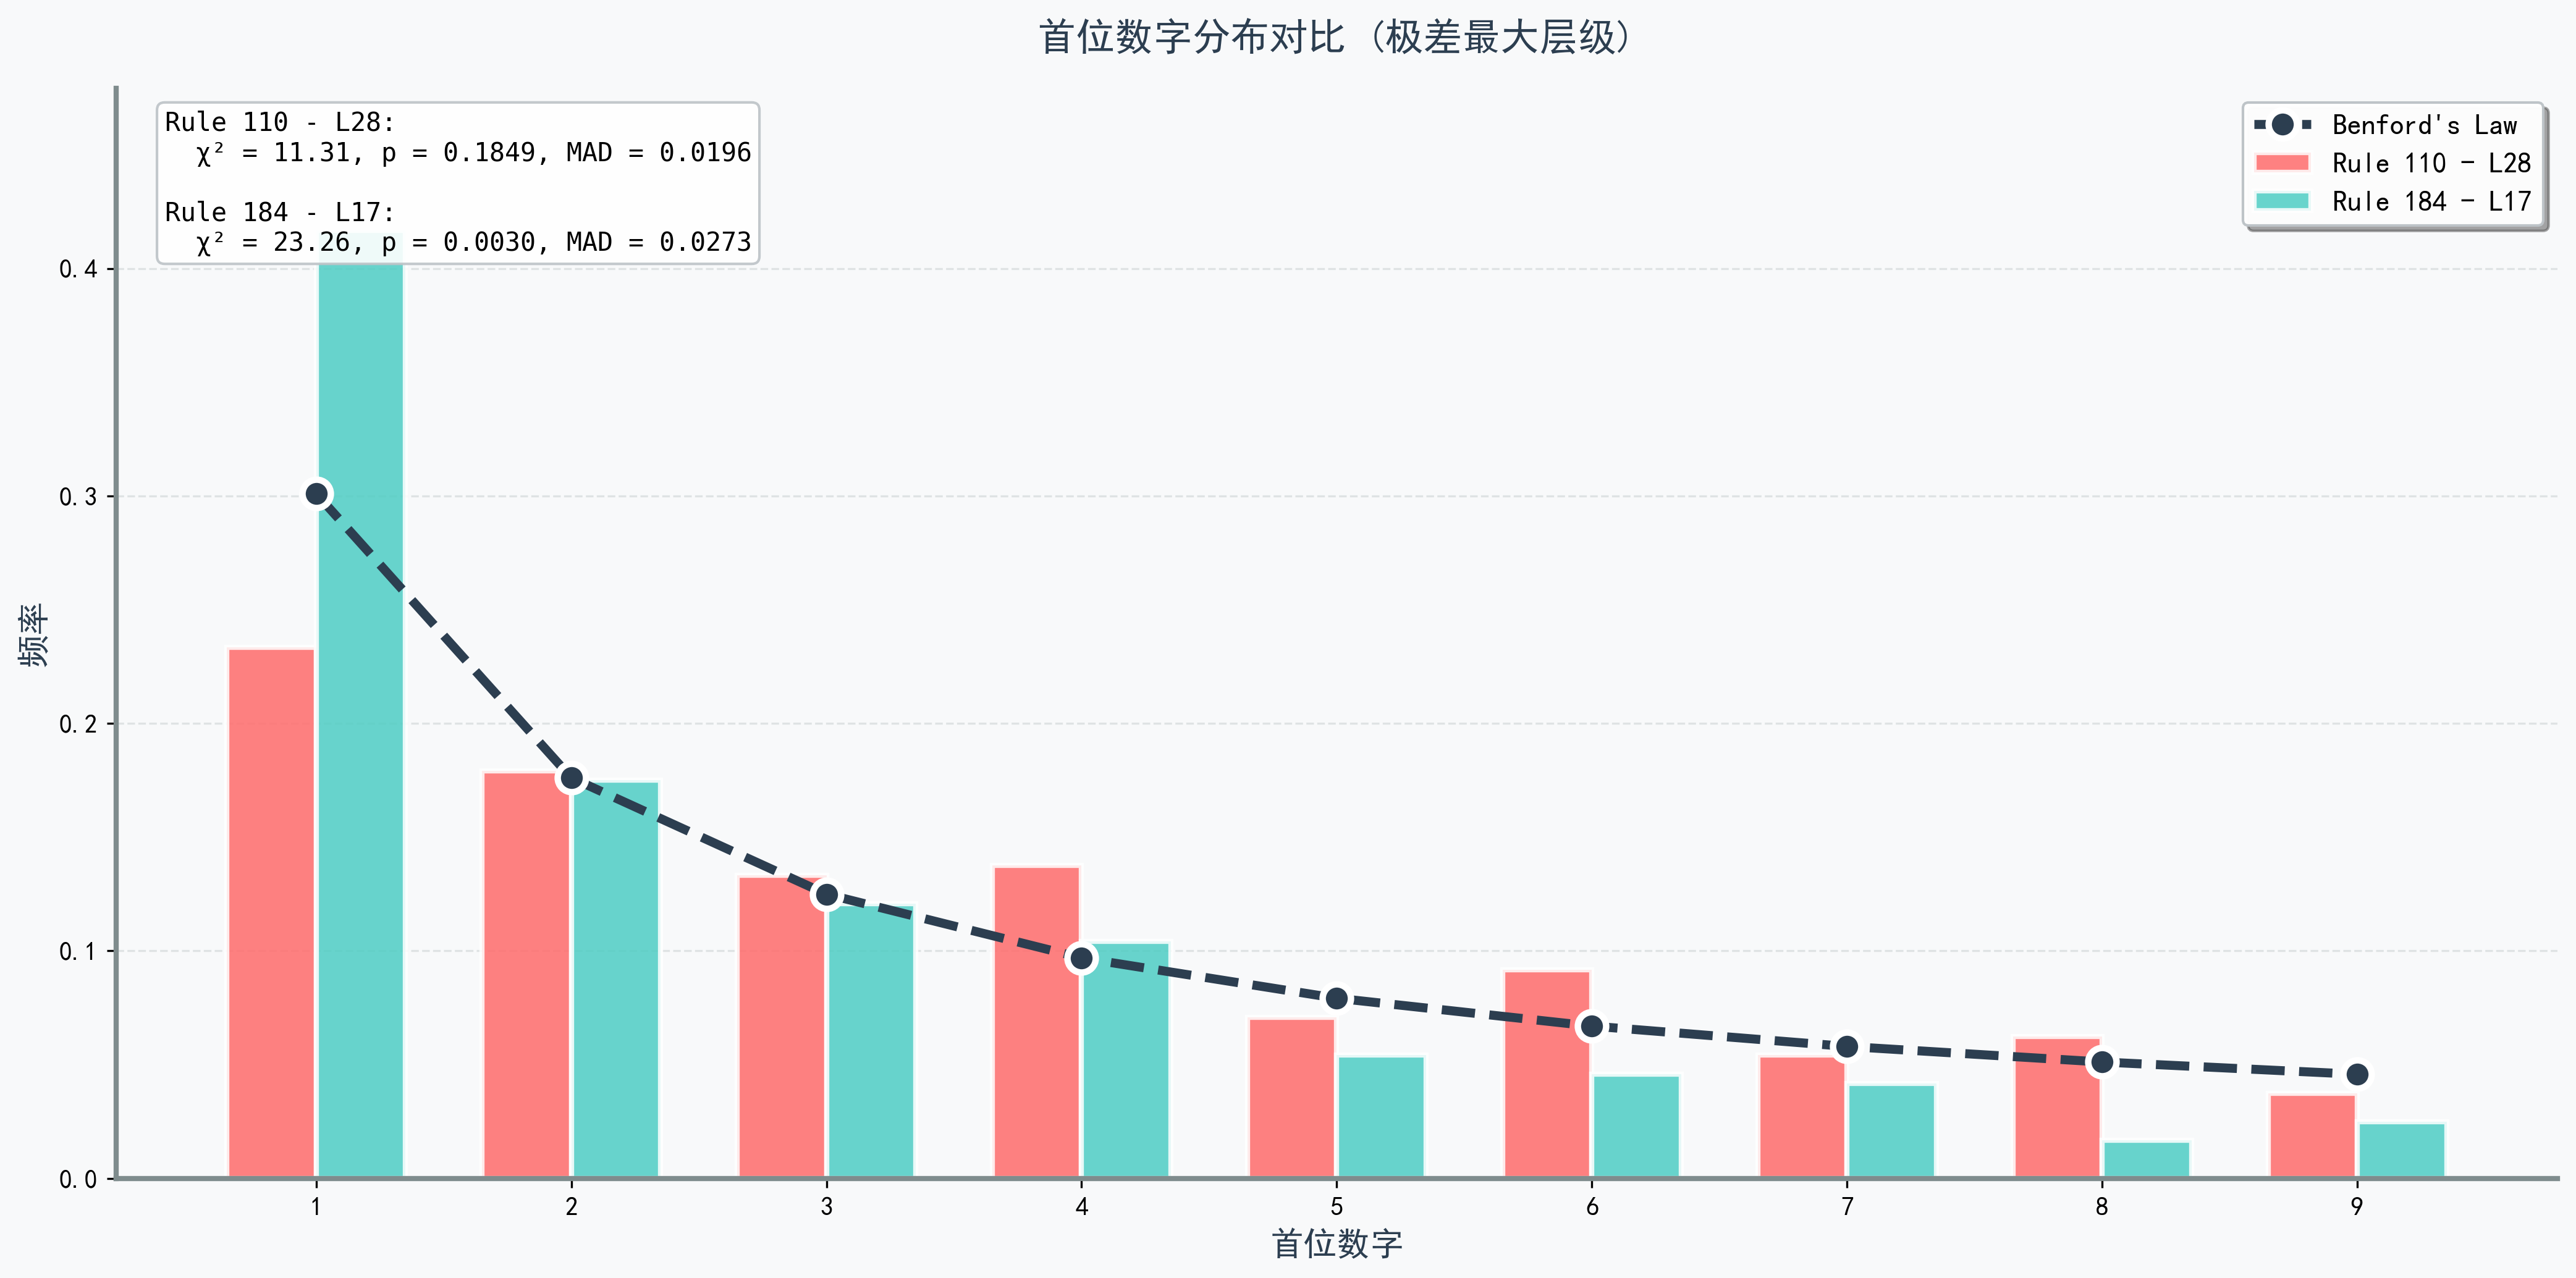 首位数字分布对比 (极差最大层级)
Rule 110 - L28:
χ² = 11.31, p = 0.1849, MAD = 0.0196
Rule 184 - L17:
χ² = 23.26, p = 0.0030, MAD = 0.0273
Benford's Law
Rule 110 - L28
Rule 184 - L17
频率
0.4
0.3
0.2
0.1
0.0
1 2 3 4 5 6 7 8 9
首位数字